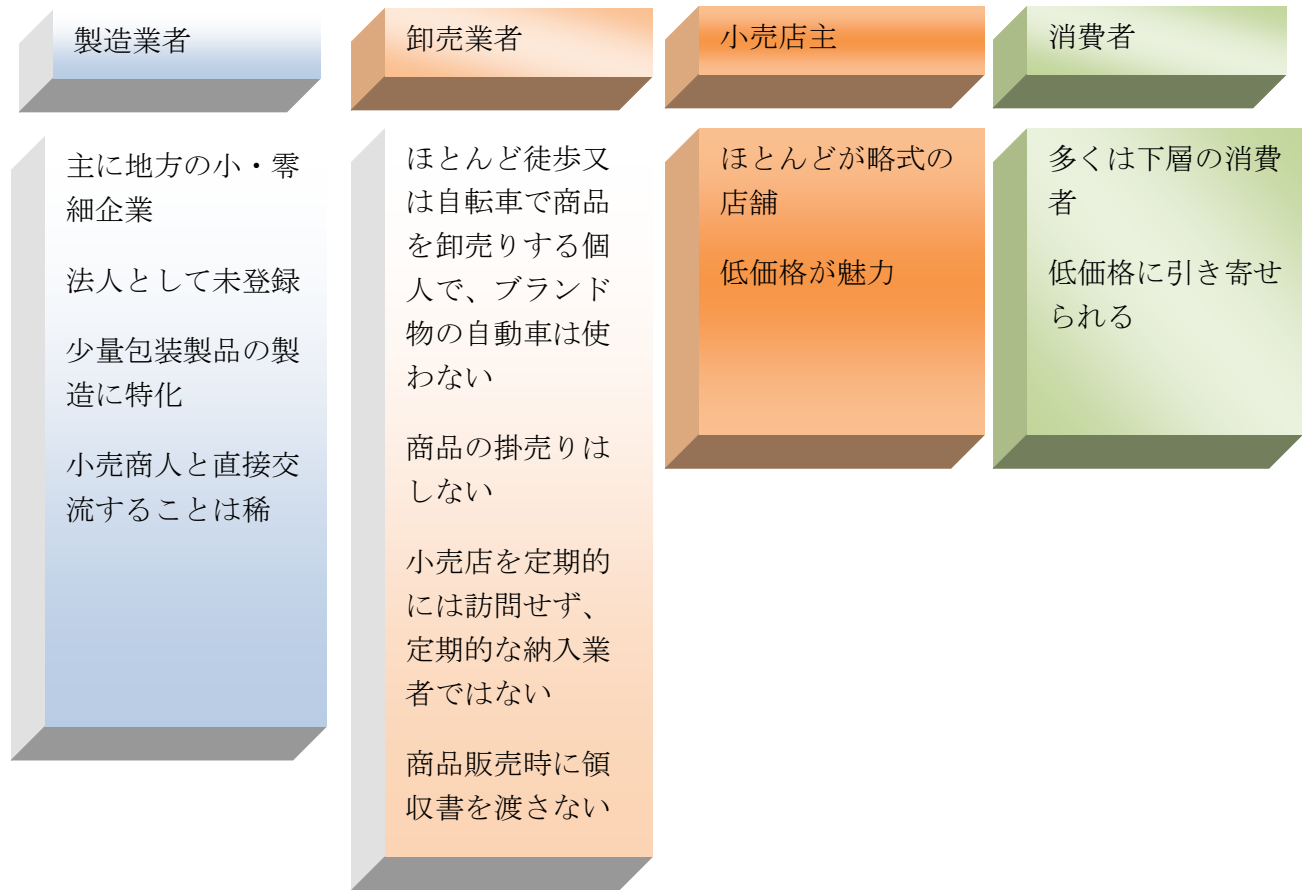 製造業者
主に地方の小・零
細企業
法人として未登録
少量包装製品の製
造に特化
小売商人と直接交
流することは稀
卸売業者
ほとんど徒歩又
は自転車で商品
を卸売りする個
人で、ブランド
物の自動車は使
わない
商品の掛売りは
しない
小売店を定期的
には訪問せず、
定期的な納入業
者ではない
商品販売時に領
収書を渡さない
小売店主
ほとんどが略式の
店舗
低価格が魅力
消費者
多くは下層の消費
者
低価格に引き寄せ
られる